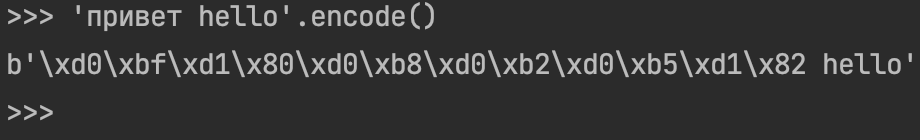 >>> 'привет hello'.encode()
b'\xd0\xbf\xd1\x80\xd0\xb8\xd0\xb2\xd0\xb5\xd1\x82 hello'
>>>